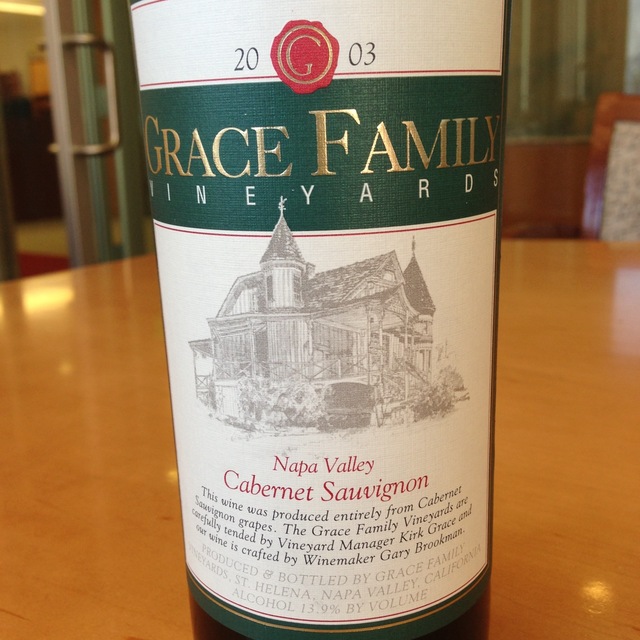 20 G 03
GRACE FAMILY
VINEYARDS
Napa Valley
Cabernet Sauvignon
This wine was produced entirely from Cabernet
Sauvignon grapes. The Grace Family Vineyards are
carefully tended by Vineyard Manager Kirk Grace and
our wine is crafted by Winemaker Gary Brookman.
PRODUCED & BOTTLED BY GRACE FAMILY
VINEYARDS, ST. HELENA, NAPA VALLEY, CALIFORNIA
ALCOHOL 13.9% BY VOLUME